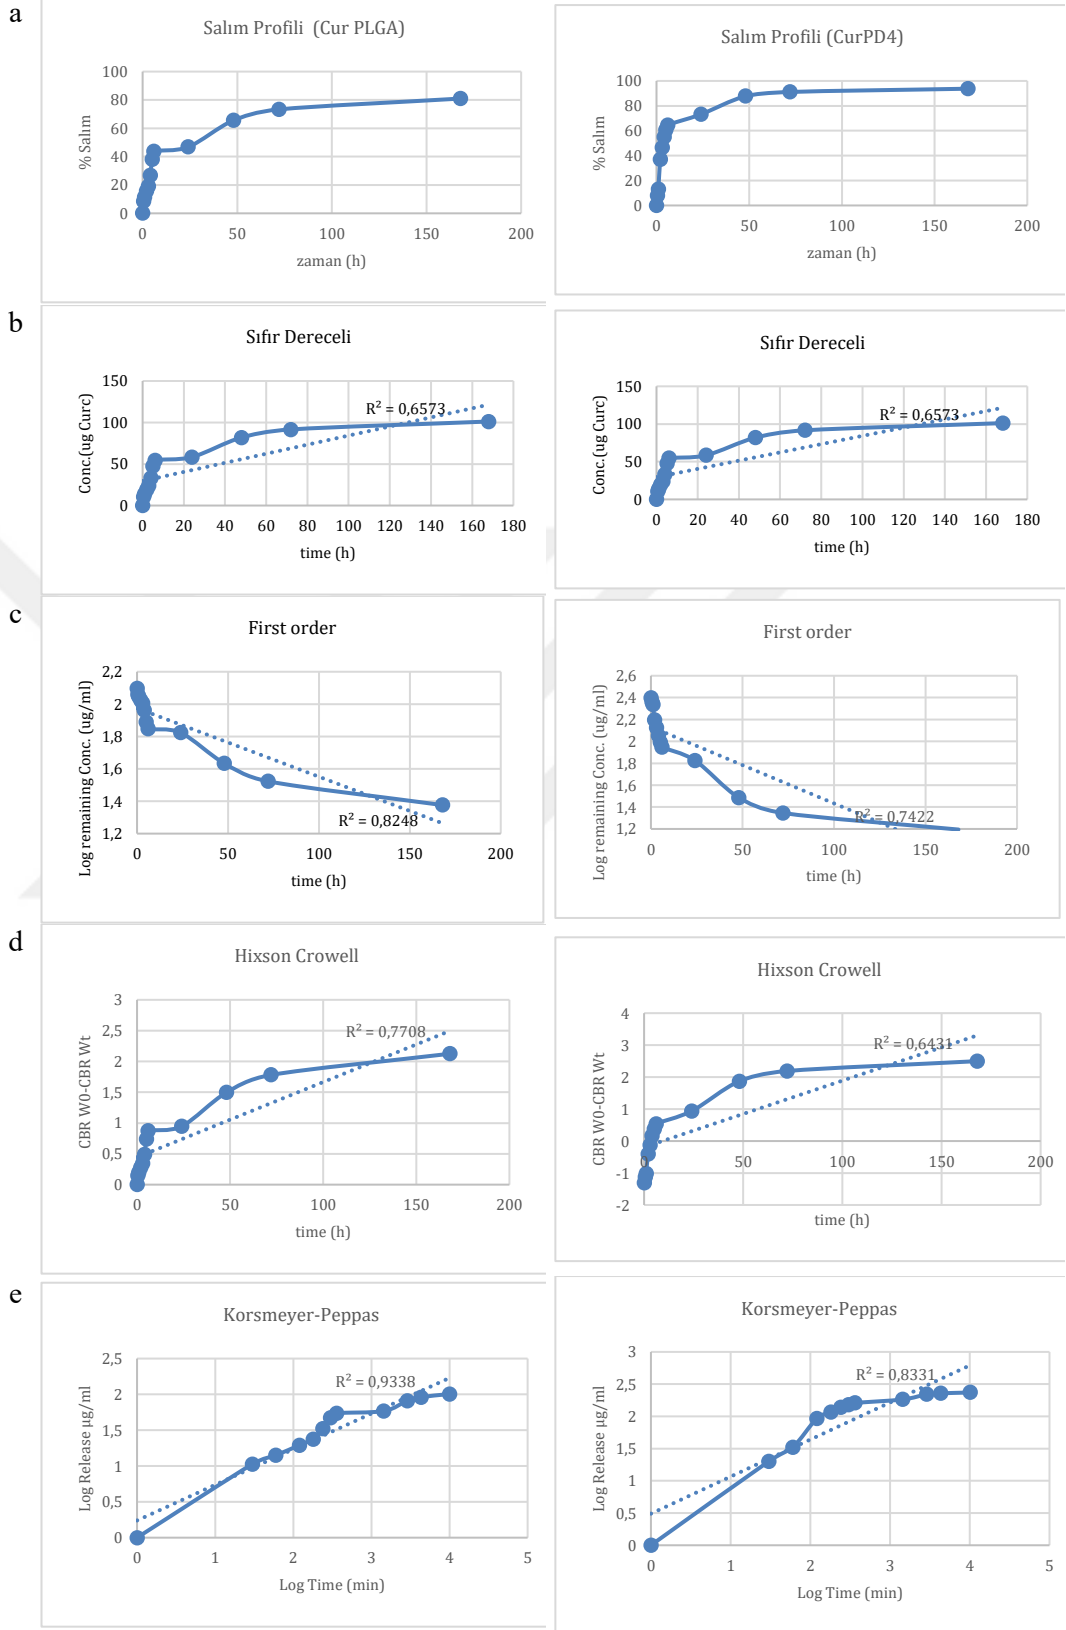 a
Salım Profili (Cur PLGA)
% Salım
100
80
60
40
20
0
0 50 100 150 200
zaman (h)
Salım Profili (CurPD4)
% Salım
100
80
60
40
20
0
0 50 100 150 200
zaman (h)
b
Sıfır Dereceli
Conc.(ug Curc)
150
100
50
0
R² = 0,6573
0 20 40 60 80 100 120 140 160 180
time (h)
Sıfır Dereceli
Conc.(ug Curc)
150
100
50
0
R² = 0,6573
0 20 40 60 80 100 120 140 160 180
time (h)
c
First order
Log remaining Conc. (ug/ml)
2,2
2
1,8
1,6
1,4
1,2
R² = 0,8248
0 50 100 150 200
time (h)
First order
Log remaining Conc. (ug/ml)
2,6
2,4
2,2
2
1,8
1,6
1,4
1,2
R² = 0,7422
0 50 100 150 200
time (h)
d
Hixson Crowell
CBR W0-CBR Wt
3
2,5
2
1,5
1
0,5
0
R² = 0,7708
0 50 100 150 200
time (h)
Hixson Crowell
CBR W0-CBR Wt
4
3
2
1
0
-1
-2
R² = 0,6431
0 50 100 150 200
time (h)
e
Korsmeyer-Peppas
Log Release µg/ml
2,5
2
1,5
1
0,5
0
R² = 0,9338
0 1 2 3 4 5
Log Time (min)
Korsmeyer-Peppas
Log Release µg/ml
3
2,5
2
1,5
1
0,5
0
R² = 0,8331
0 1 2 3 4 5
Log Time (min)